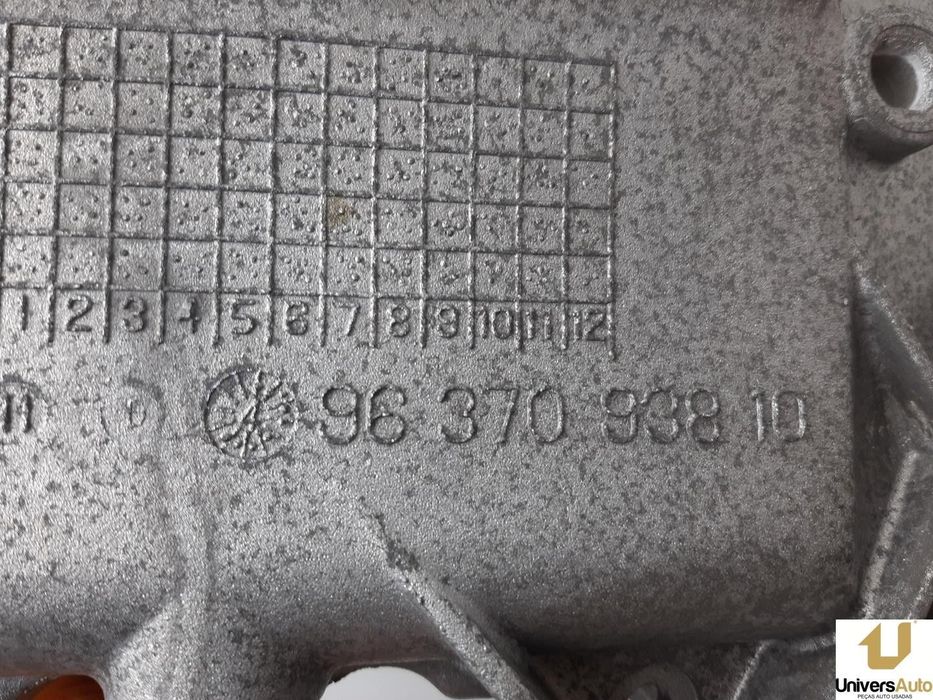 1 2 3 4 5 6 7 8 9 10 11 12
11 96 370 938 10
UniversAuto
PEÇAS AUTO USADAS